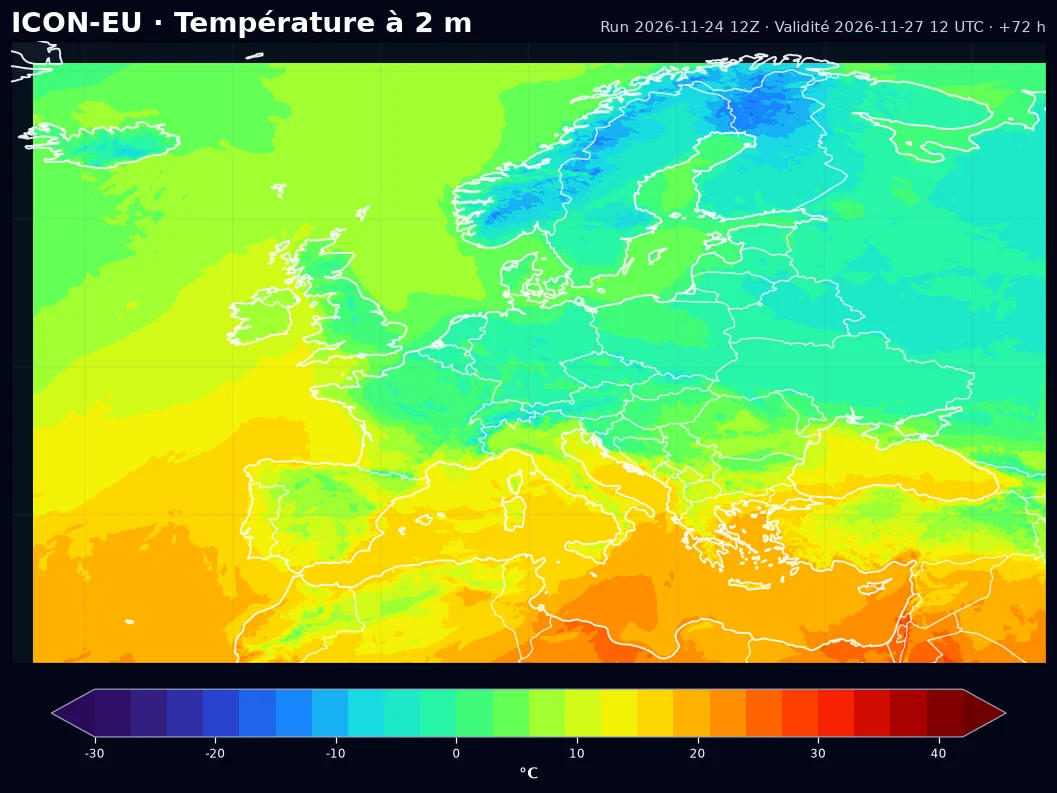 ICON-EU · Température à 2 m
Run 2026-11-24 12Z · Validité 2026-11-27 12 UTC · +72 h
-30 -20 -10 0 10 20 30 40
°C